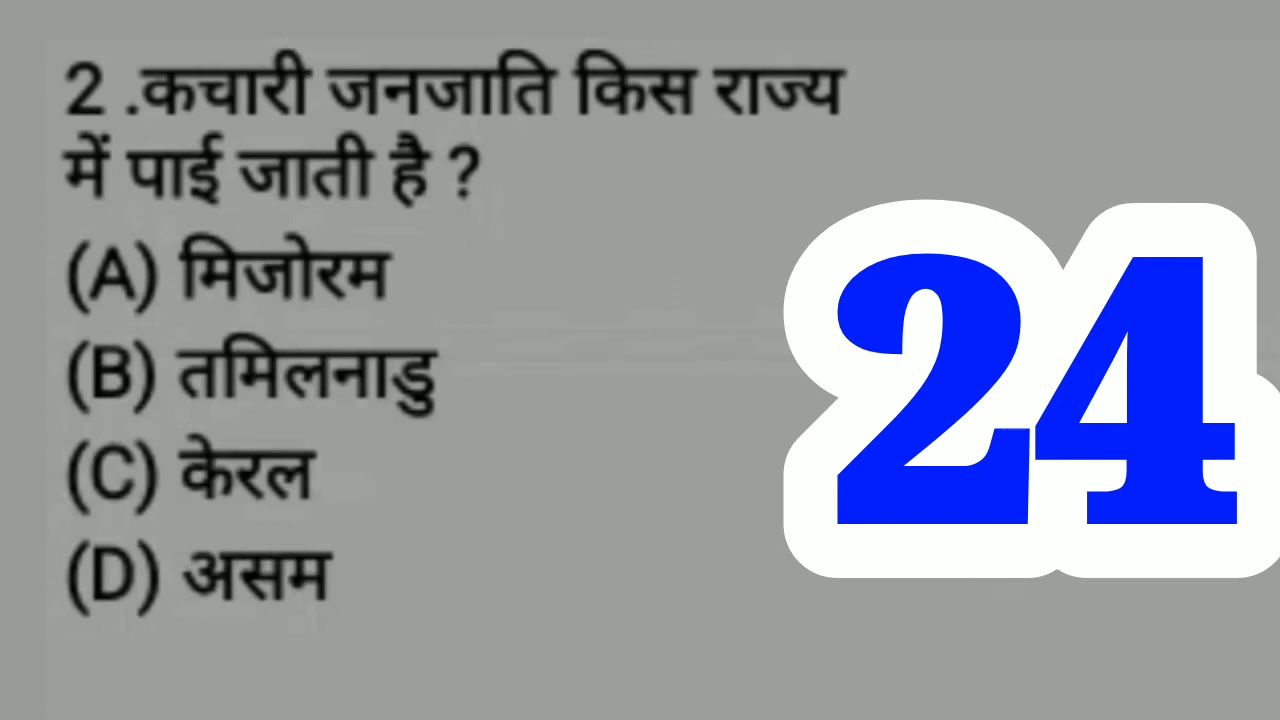 2 .कचारी जनजाति किस राज्य
में पाई जाती है ?
(A) मिजोरम
(B) तमिलनाडु
(C) केरल
(D) असम
24